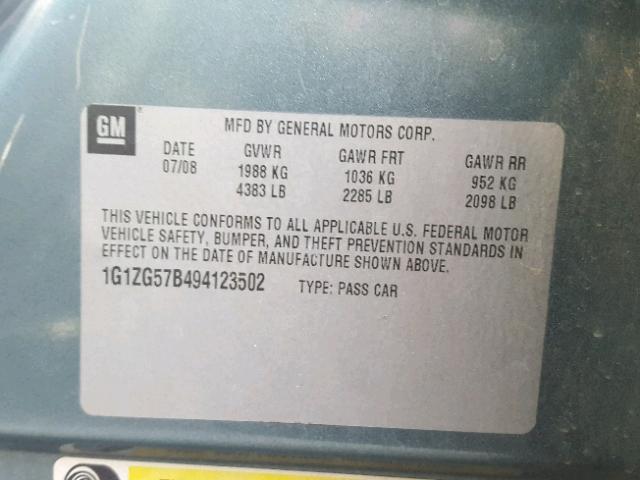 GM
MFD BY GENERAL MOTORS CORP.
DATE GVWR GAWR FRT GAWR RR
07/08 1988 KG 1036 KG 952 KG
4383 LB 2285 LB 2098 LB
THIS VEHICLE CONFORMS TO ALL APPLICABLE U.S. FEDERAL MOTOR
VEHICLE SAFETY, BUMPER, AND THEFT PREVENTION STANDARDS IN
EFFECT ON THE DATE OF MANUFACTURE SHOWN ABOVE.
1G1ZG57B494123502 TYPE: PASS CAR